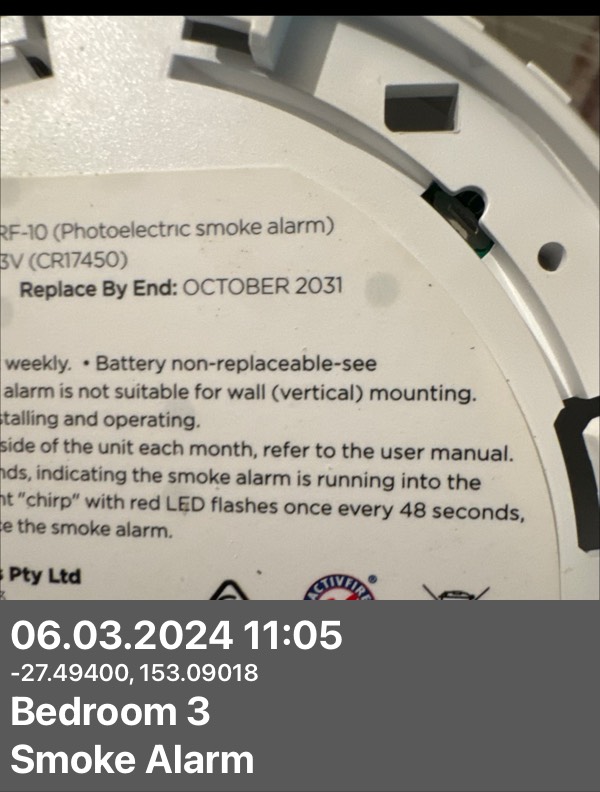 RF-10 (Photoelectric smoke alarm)
3V (CR17450)
Replace By End: OCTOBER 2031
weekly. • Battery non-replaceable-see
alarm is not suitable for wall (vertical) mounting.
stalling and operating.
side of the unit each month, refer to the user manual.
nds, indicating the smoke alarm is running into the
nt "chirp" with red LED flashes once every 48 seconds,
ce the smoke alarm.
s Pty Ltd
ACTIVFIRE ®
06.03.2024 11:05
-27.49400, 153.09018
Bedroom 3
Smoke Alarm